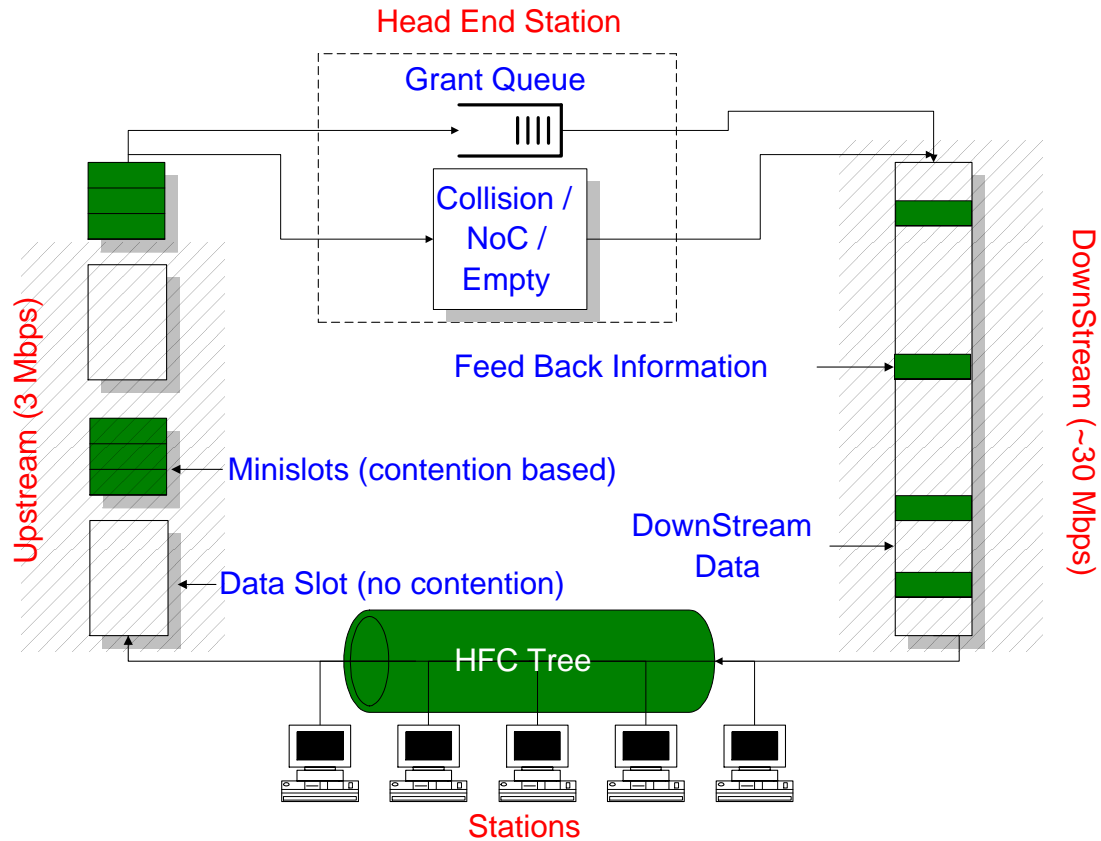 Head End Station
Grant Queue
Collision /
NoC /
Empty
Upstream (3 Mbps)
DownStream (~30 Mbps)
Feed Back Information
Minislots (contention based)
DownStream
Data
Data Slot (no contention)
HFC Tree
Stations